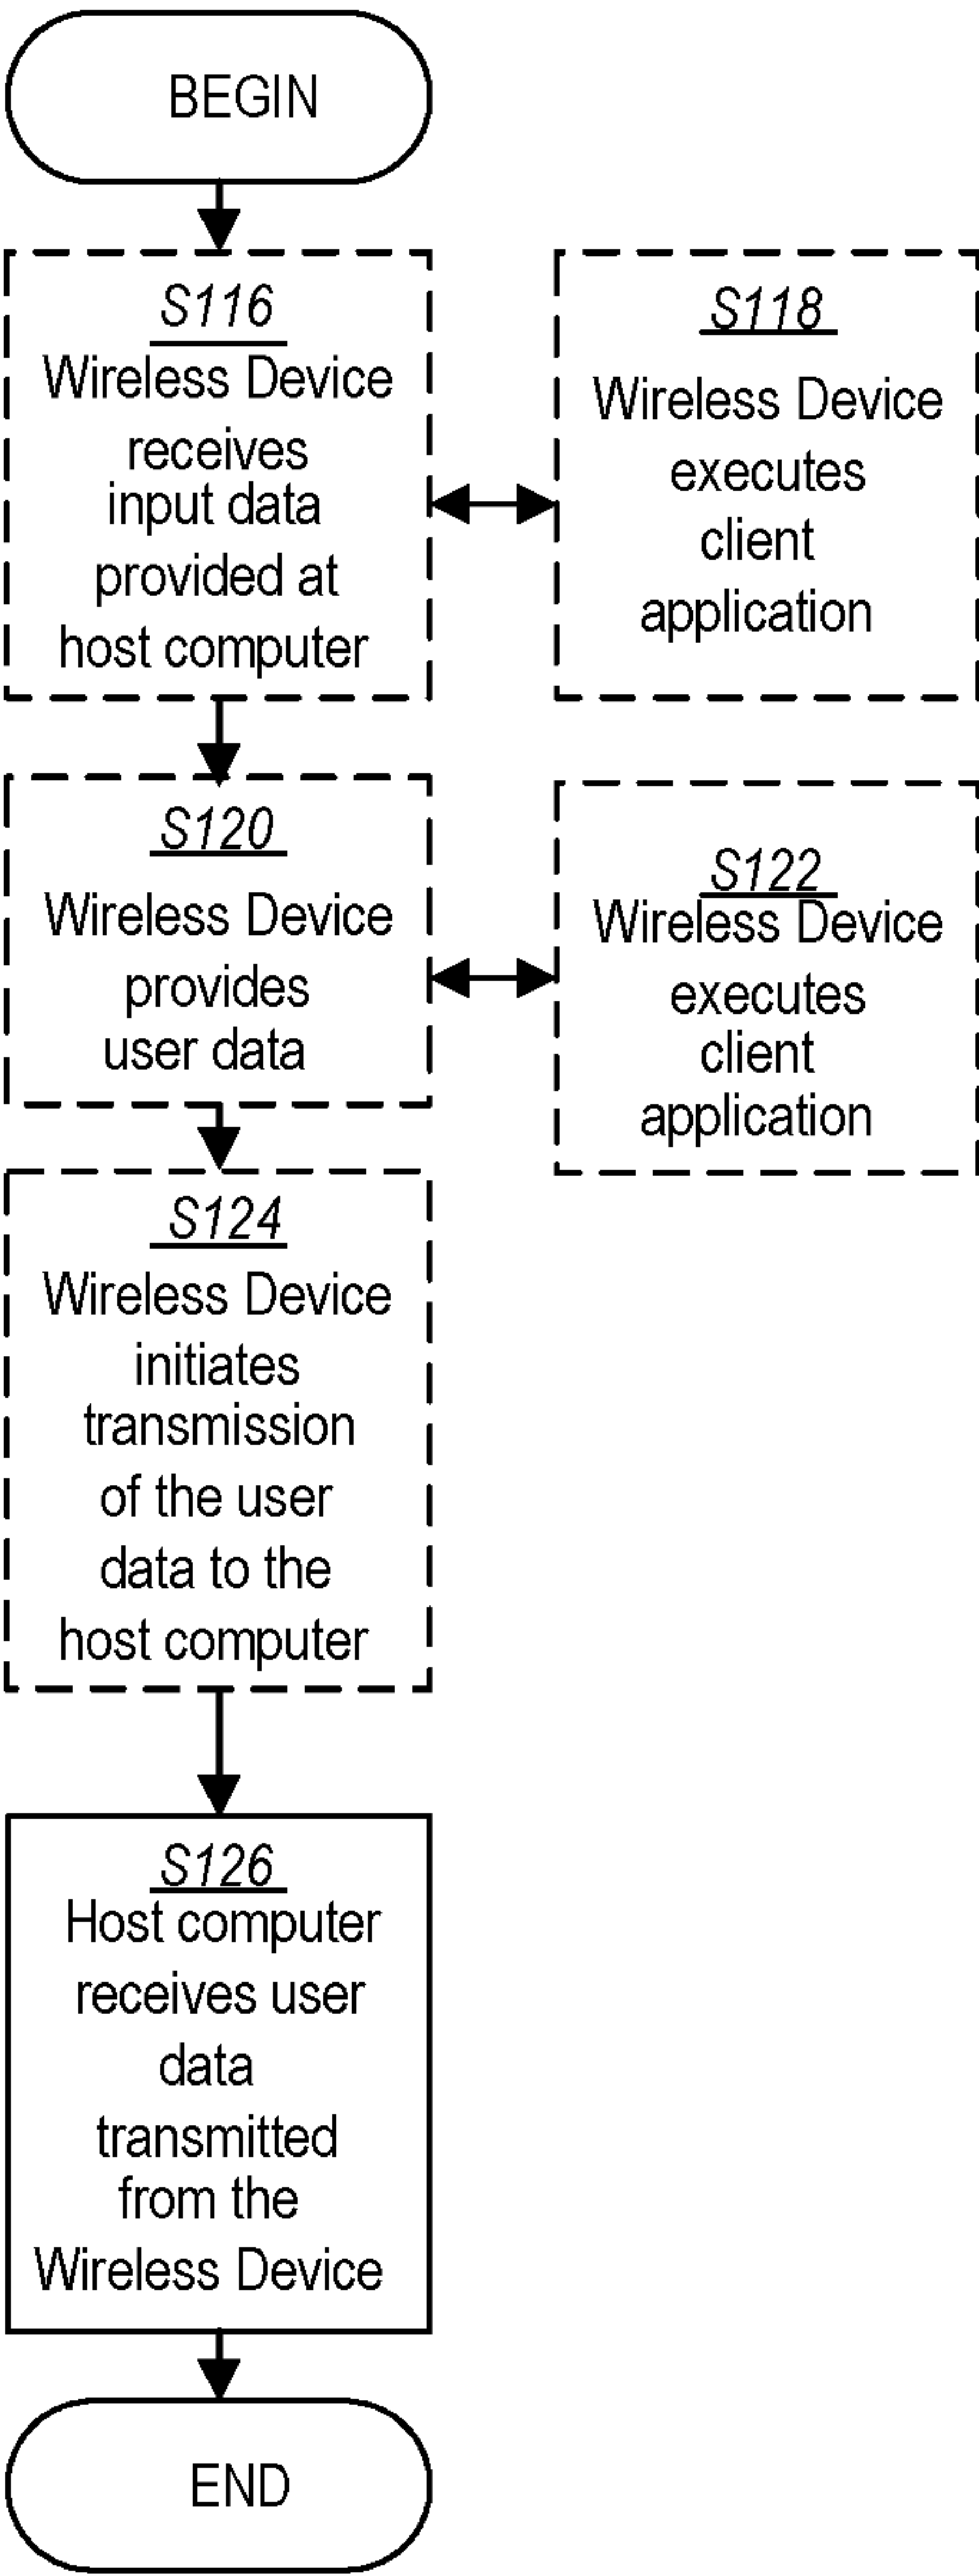 BEGIN
S116
Wireless Device
receives
input data
provided at
host computer
S118
Wireless Device
executes
client
application
S120
Wireless Device
provides
user data
S122
Wireless Device
executes
client
application
S124
Wireless Device
initiates
transmission
of the user
data to the
host computer
S126
Host computer
receives user
data
transmitted
from the
Wireless Device
END